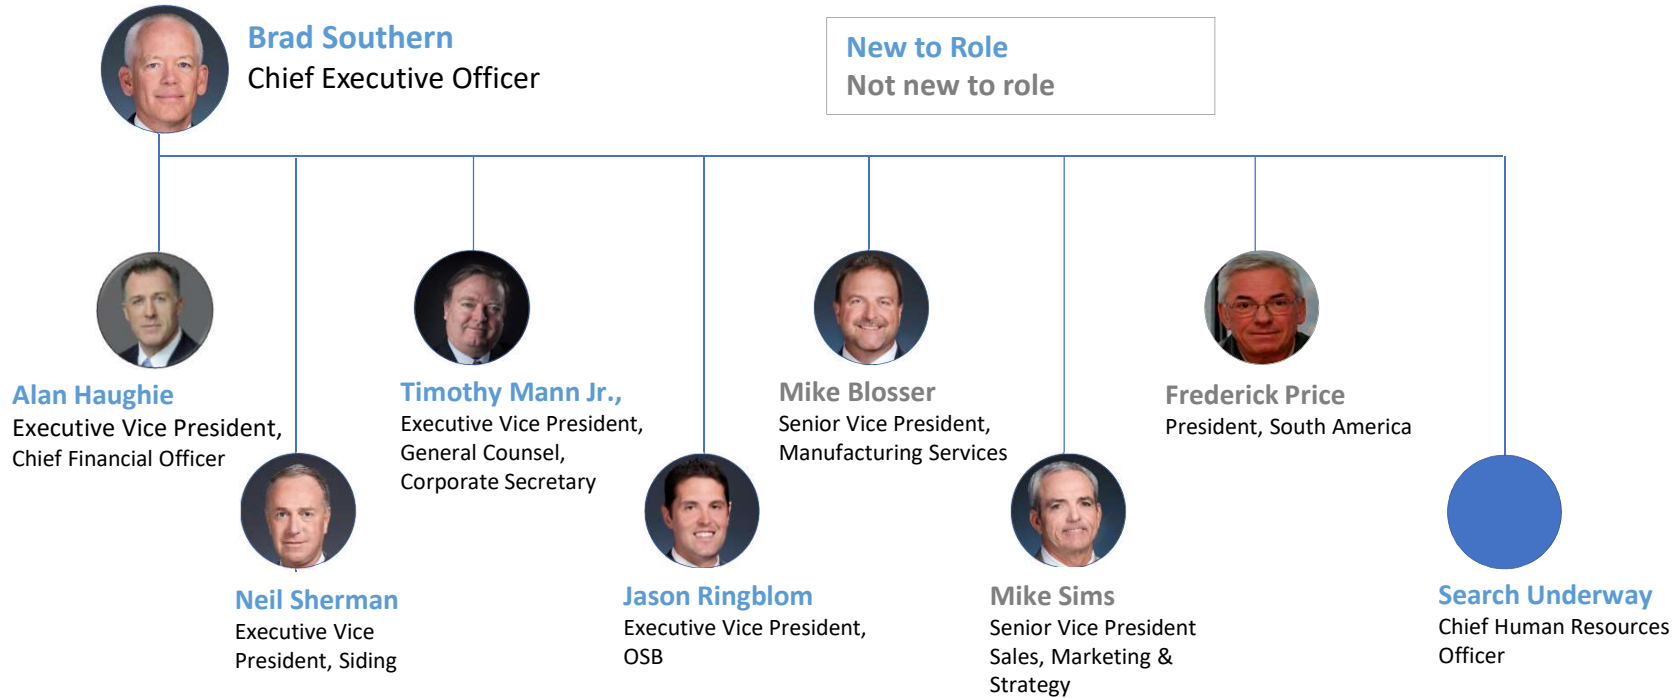 Brad Southern
Chief Executive Officer
New to Role
Not new to role
Alan Haughie
Executive Vice President,
Chief Financial Officer
Neil Sherman
Executive Vice
President, Siding
Timothy Mann Jr.,
Executive Vice President,
General Counsel,
Corporate Secretary
Jason Ringblom
Executive Vice President,
OSB
Mike Blosser
Senior Vice President,
Manufacturing Services
Mike Sims
Senior Vice President
Sales, Marketing &
Strategy
Frederick Price
President, South America
Search Underway
Chief Human Resources
Officer